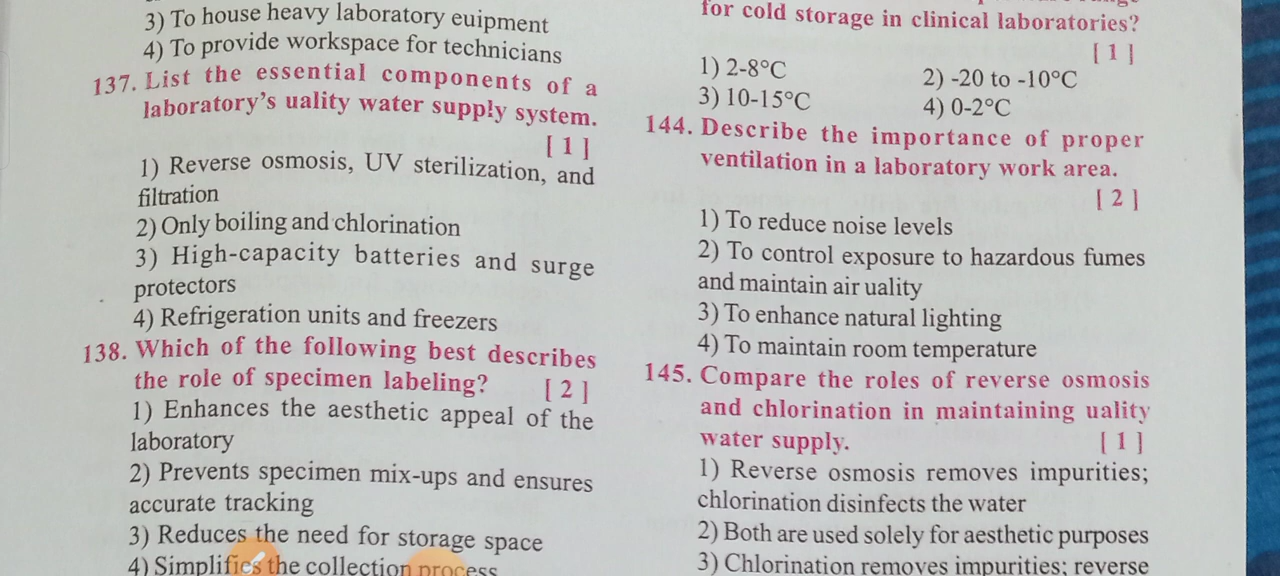 3) To house heavy laboratory euipment
4) To provide workspace for technicians
137. List the essential components of a
laboratory's uality water supply system.
[ 1 ]
1) Reverse osmosis, UV sterilization, and
filtration
2) Only boiling and chlorination
3) High-capacity batteries and surge
protectors
4) Refrigeration units and freezers
138. Which of the following best describes
the role of specimen labeling? [ 2 ]
1) Enhances the aesthetic appeal of the
laboratory
2) Prevents specimen mix-ups and ensures
accurate tracking
3) Reduces the need for storage space
4) Simplifies the collection process
for cold storage in clinical laboratories?
[ 1 ]
1) 2-8°C 2) -20 to -10°C
3) 10-15°C 4) 0-2°C
144. Describe the importance of proper
ventilation in a laboratory work area.
[ 2 ]
1) To reduce noise levels
2) To control exposure to hazardous fumes
and maintain air uality
3) To enhance natural lighting
4) To maintain room temperature
145. Compare the roles of reverse osmosis
and chlorination in maintaining uality
water supply. [ 1 ]
1) Reverse osmosis removes impurities;
chlorination disinfects the water
2) Both are used solely for aesthetic purposes
3) Chlorination removes impurities; reverse